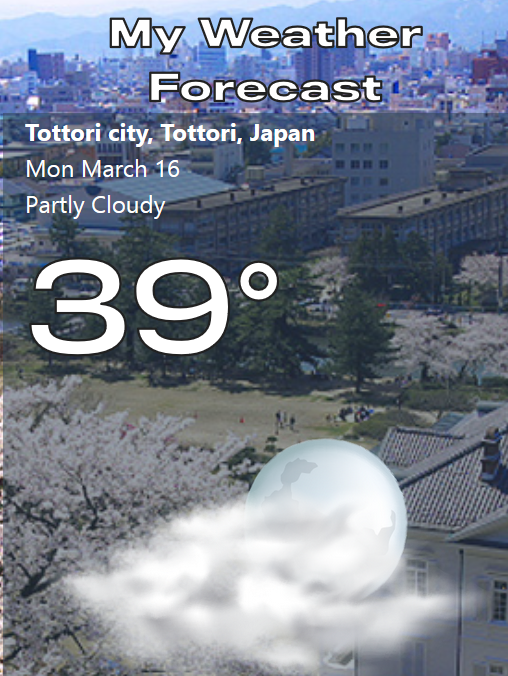 My Weather
Forecast
Tottori city, Tottori, Japan
Mon March 16
Partly Cloudy
39°